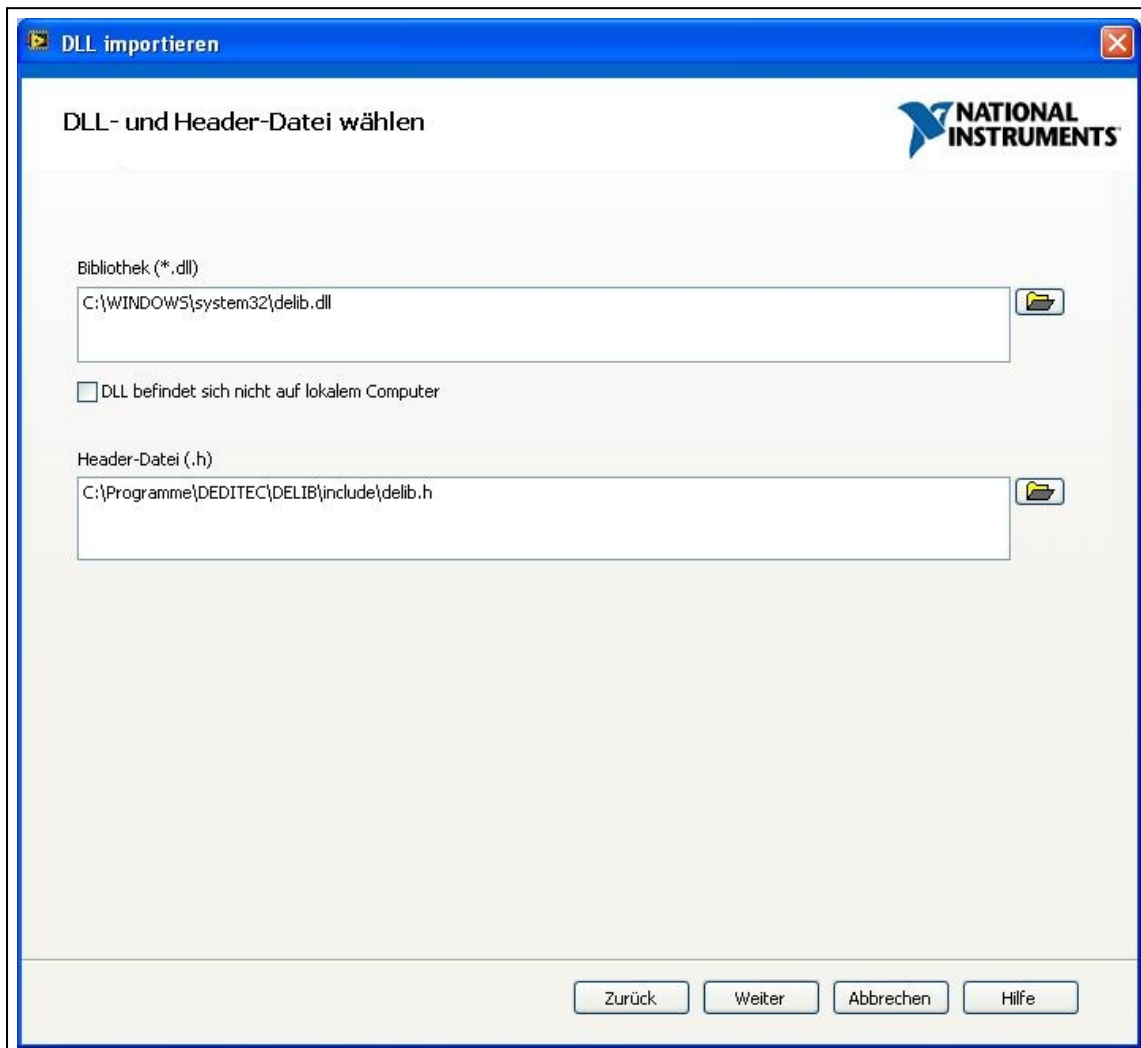 DLL importieren
DLL- und Header-Datei wählen
NATIONAL
INSTRUMENTS
Bibliothek (*.dll)
C:\WINDOWS\system32\delib.dll
DLL befindet sich nicht auf lokalem Computer
Header-Datei (.h)
C:\Programme\DEDITEC\DELIB\include\delib.h
Zurück
Weiter
Abbrechen
Hilfe